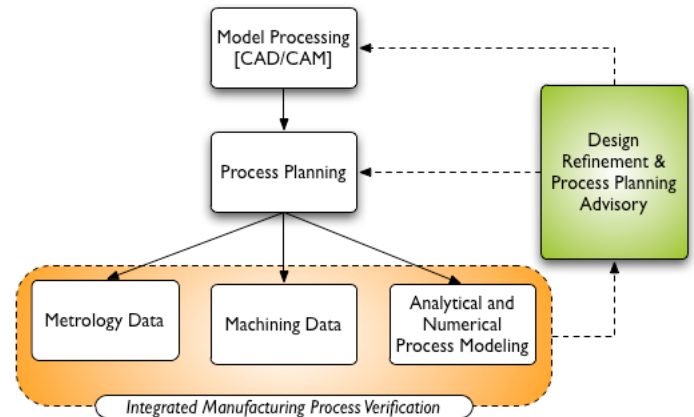 Model Processing
[CAD/CAM]
Process Planning
Design
Refinement &
Process Planning
Advisory
Metrology Data
Machining Data
Analytical and
Numerical
Process Modeling
Integrated Manufacturing Process Verification